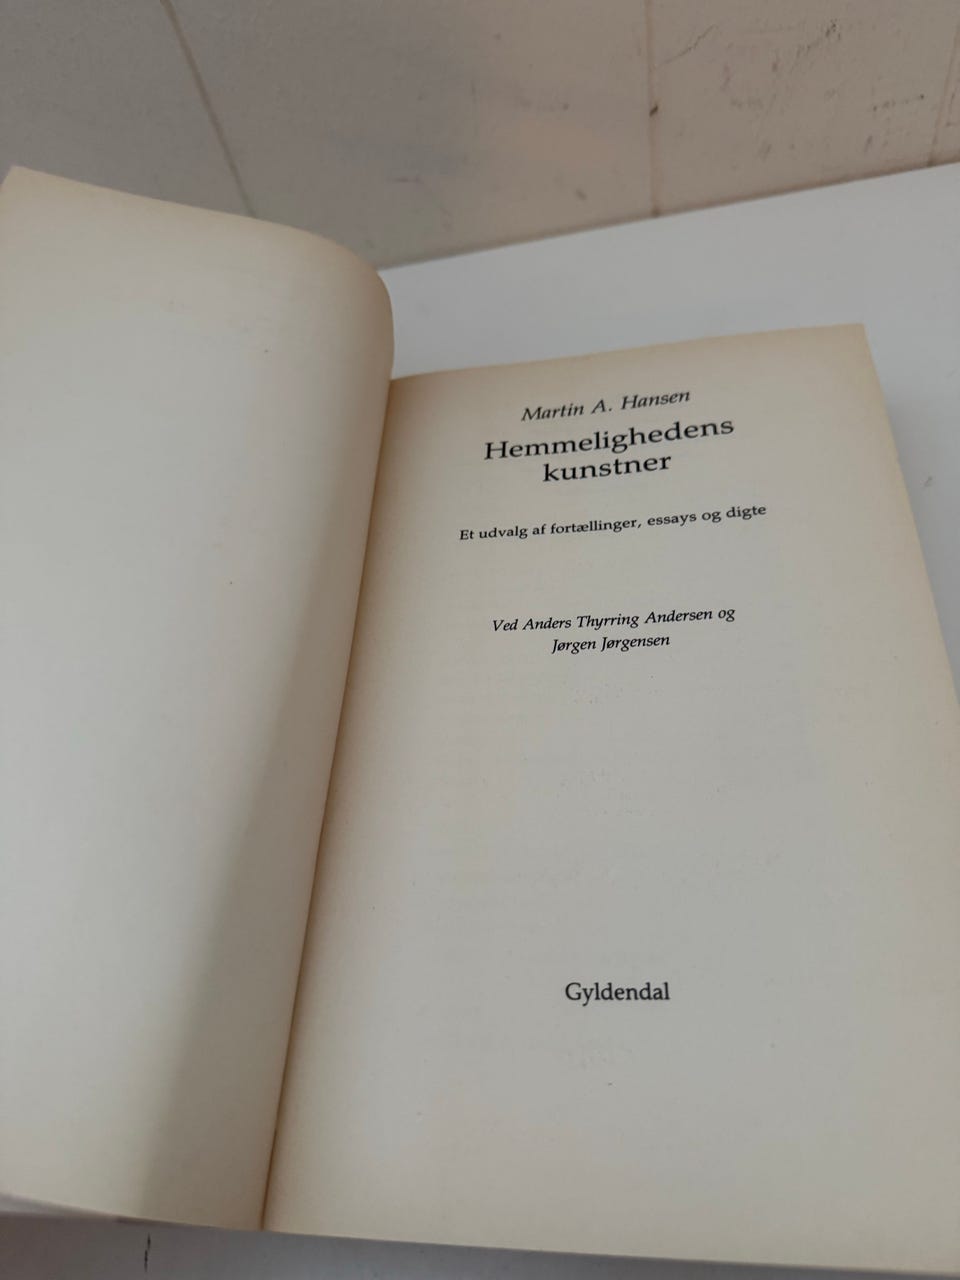 Martin A. Hansen
Hemmelighedens
kunstner
Et udvalg af fortællinger, essays og digte
Ved Anders Thyrring Andersen og
Jørgen Jørgensen
Gyldendal